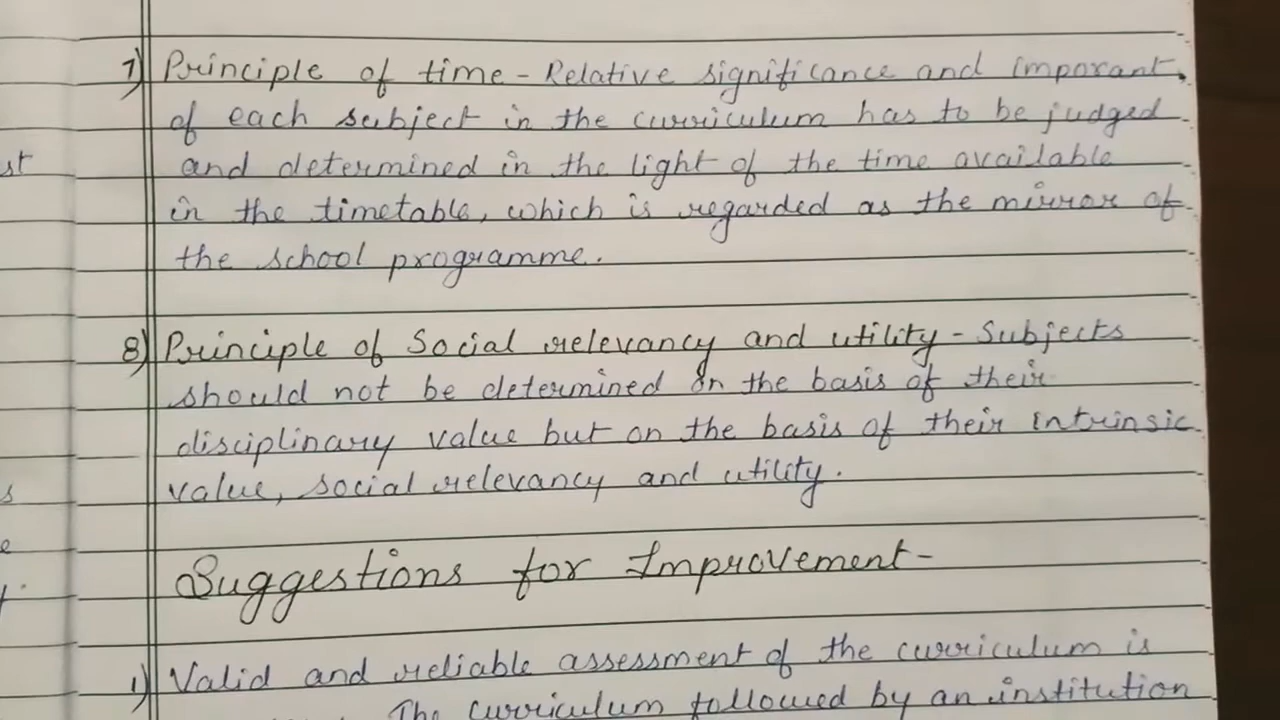 st
s
e
7) Principle of time - Relative significance and imporant
of each subject in the curriculum has to be judged
and determined in the light of the time available
in the timetable, which is regarded as the mirror of
the school programme.
8) Principle of Social relevancy and utility - Subjects
should not be determined on the basis of their
disciplinary value but on the basis of their intrinsic
value, social relevancy and utility.
Suggestions for Improvement -
1) Valid and reliable assessment of the curriculum is
The curriculum followed by an institution